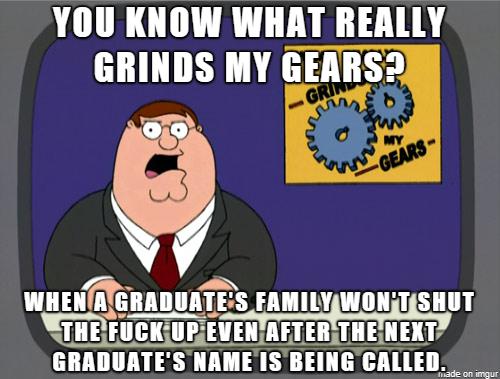 YOU KNOW WHAT REALLY
GRINDS MY GEARS?
GRIND
MY
GEARS
WHEN A GRADUATE'S FAMILY WON'T SHUT
THE FUCK UP EVEN AFTER THE NEXT
GRADUATE'S NAME IS BEING CALLED.
made on imgur